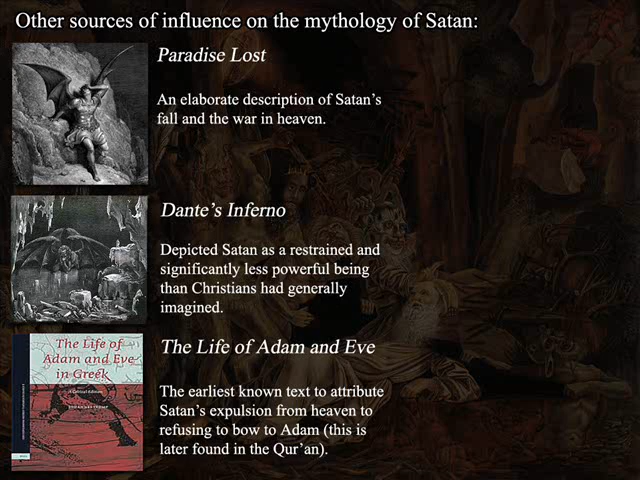 Other sources of influence on the mythology of Satan:
Paradise Lost
An elaborate description of Satan's
fall and the war in heaven.
Dante's Inferno
Depicted Satan as a restrained and
significantly less powerful being
than Christians had generally
imagined.
The Life of
Adam and Eve
in Greek
A Critical Edition
The Life of Adam and Eve
The earliest known text to attribute
Satan's expulsion from heaven to
refusing to bow to Adam (this is
later found in the Qur'an).